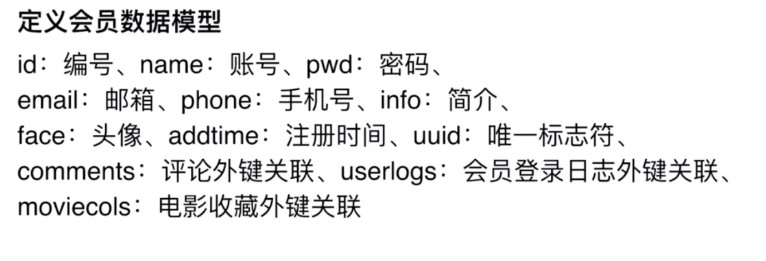 定义会员数据模型
id：编号、name：账号、pwd：密码、
email：邮箱、phone：手机号、info：简介、
face：头像、addtime：注册时间、uuid：唯一标志符、
comments：评论外键关联、userlogs：会员登录日志外键关联、
moviecols：电影收藏外键关联